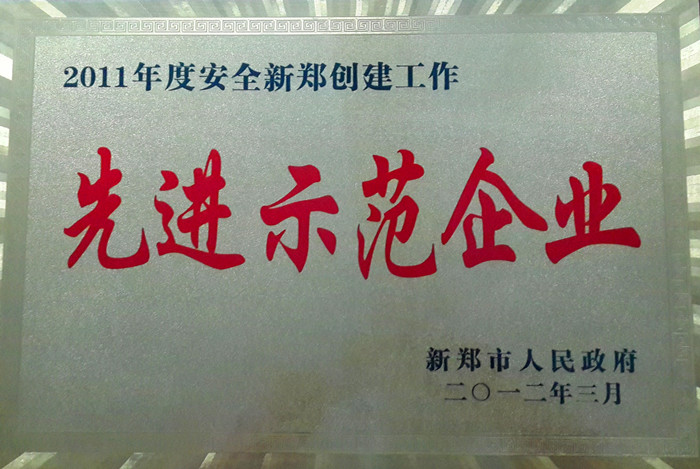 2011年度安全新郑创建工作
先进示范企业
新郑市人民政府
二〇一二年三月